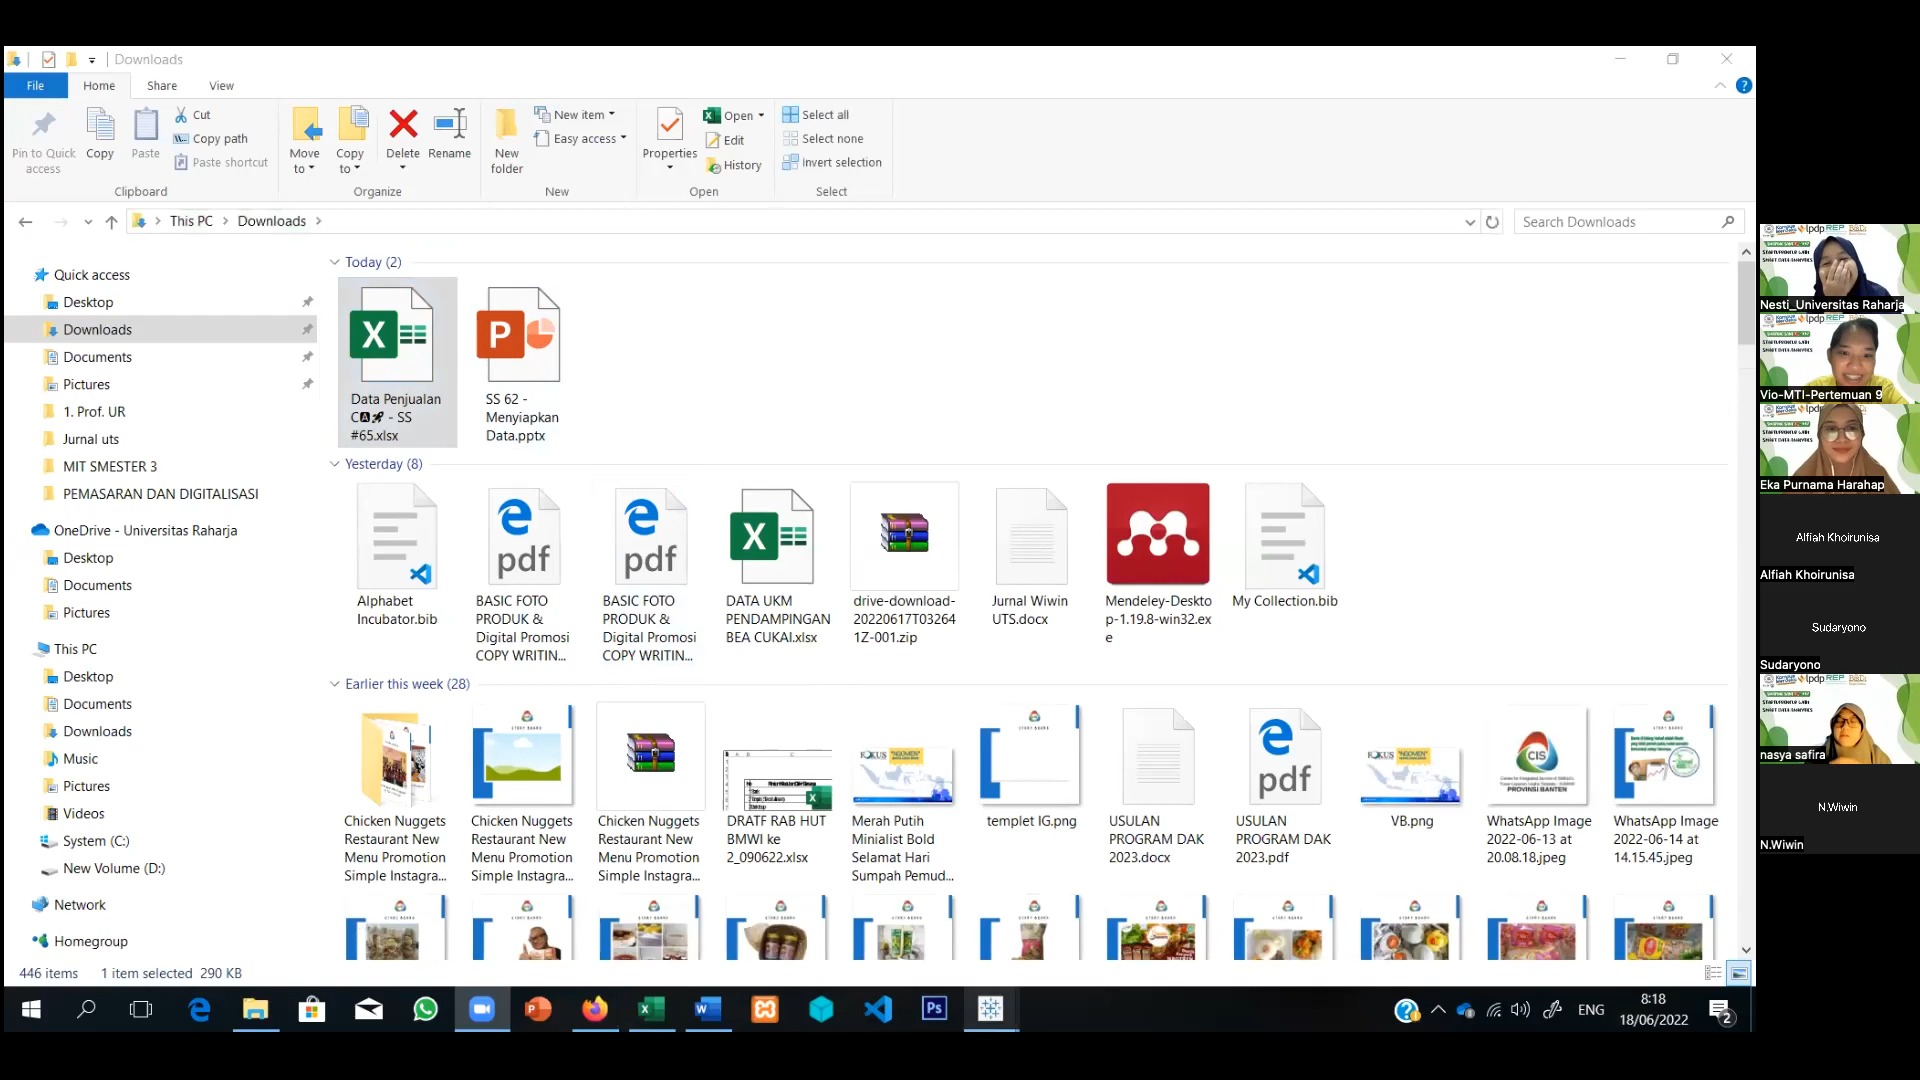 Downloads
File Home Share View
Pin to Quick access
Copy
Paste
Cut
Copy path
Paste shortcut
Clipboard
Move to
Copy to
Delete
Rename
Organize
New folder
New item
Easy access
New
Properties
Open
Edit
History
Open
Select all
Select none
Invert selection
Select
This PC > Downloads >
Search Downloads
Quick access
Desktop
Downloads
Documents
Pictures
1. Prof. UR
Jurnal uts
MIT SMESTER 3
PEMASARAN DAN DIGITALISASI
OneDrive - Universitas Raharja
Desktop
Documents
Pictures
This PC
Desktop
Documents
Downloads
Music
Pictures
Videos
System (C:)
New Volume (D:)
Network
Homegroup
Today (2)
Data Penjualan
C🅰🚀 - SS
#65.xlsx
SS 62 -
Menyiapkan
Data.pptx
Yesterday (8)
Alphabet
Incubator.bib
BASIC FOTO
PRODUK &
Digital Promosi
COPY WRITIN...
BASIC FOTO
PRODUK &
Digital Promosi
COPY WRITIN...
DATA UKM
PENDAMPINGAN
BEA CUKAI.xlsx
drive-download-
20220617T03264
1Z-001.zip
Jurnal Wiwin
UTS.docx
Mendeley-Deskto
p-1.19.8-win32.ex
e
My Collection.bib
Earlier this week (28)
Chicken Nuggets
Restaurant New
Menu Promotion
Simple Instagra...
Chicken Nuggets
Restaurant New
Menu Promotion
Simple Instagra...
Chicken Nuggets
Restaurant New
Menu Promotion
Simple Instagra...
DRATF RAB HUT
BMWI ke
2_090622.xlsx
Merah Putih
Minialist Bold
Selamat Hari
Sumpah Pemud...
templet IG.png
USULAN
PROGRAM DAK
2023.docx
USULAN
PROGRAM DAK
2023.pdf
VB.png
WhatsApp Image
2022-06-13 at
20.08.18.jpeg
WhatsApp Image
2022-06-14 at
14.15.45.jpeg
446 items 1 item selected 290 KB
ENG
8:18
18/06/2022
2
Nesti_Universitas Raharja
Vio-MTI-Pertemuan 9
Eka Purnama Harahap
Alfiah Khoirunisa
Alfiah Khoirunisa
Sudaryono
Sudaryono
nasya safira
N.Wiwin
N.Wiwin